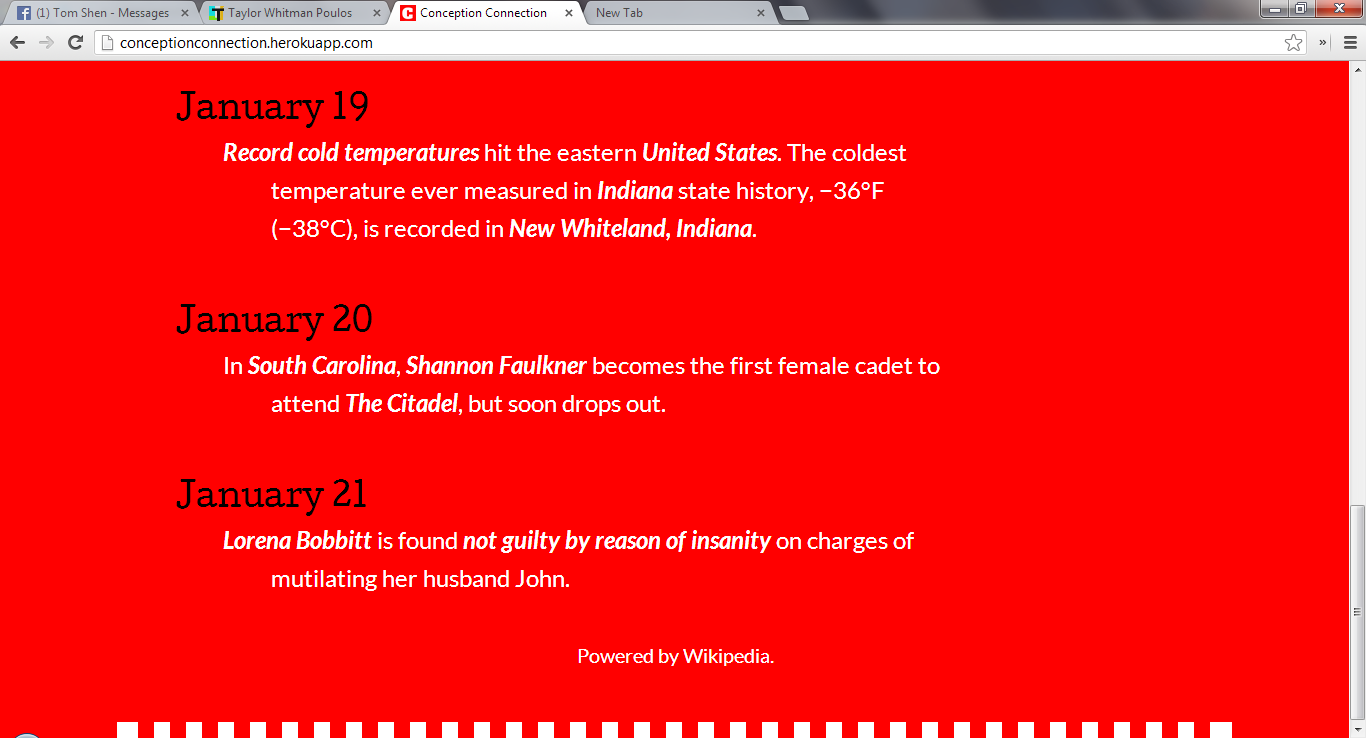 (1) Tom Shen - Messages
Taylor Whitman Poulos
Conception Connection
New Tab
conceptionconnection.herokuapp.com
January 19
Record cold temperatures hit the eastern United States. The coldest
temperature ever measured in Indiana state history, −36°F
(−38°C), is recorded in New Whiteland, Indiana.
January 20
In South Carolina, Shannon Faulkner becomes the first female cadet to
attend The Citadel, but soon drops out.
January 21
Lorena Bobbitt is found not guilty by reason of insanity on charges of
mutilating her husband John.
Powered by Wikipedia.